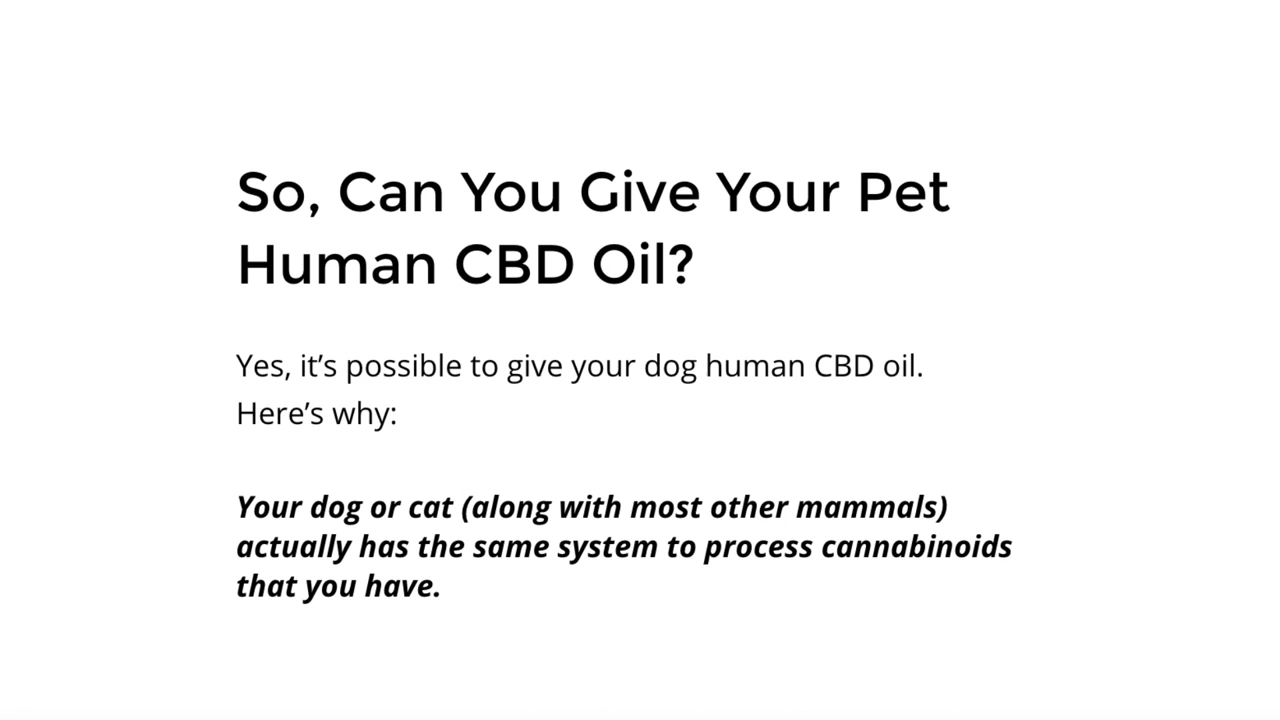 So, Can You Give Your Pet
Human CBD Oil?
Yes, it’s possible to give your dog human CBD oil.
Here’s why:
Your dog or cat (along with most other mammals)
actually has the same system to process cannabinoids
that you have.